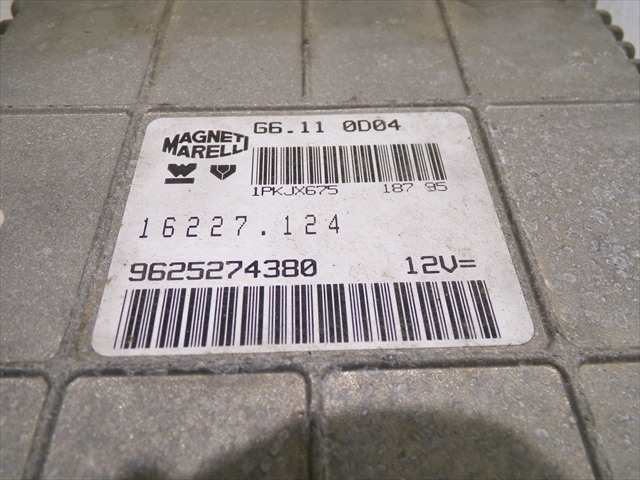 MAGNETI
MARELLI
G6.11 0D04
1PKJX675 187 95
16227.124
9625274380 12V=